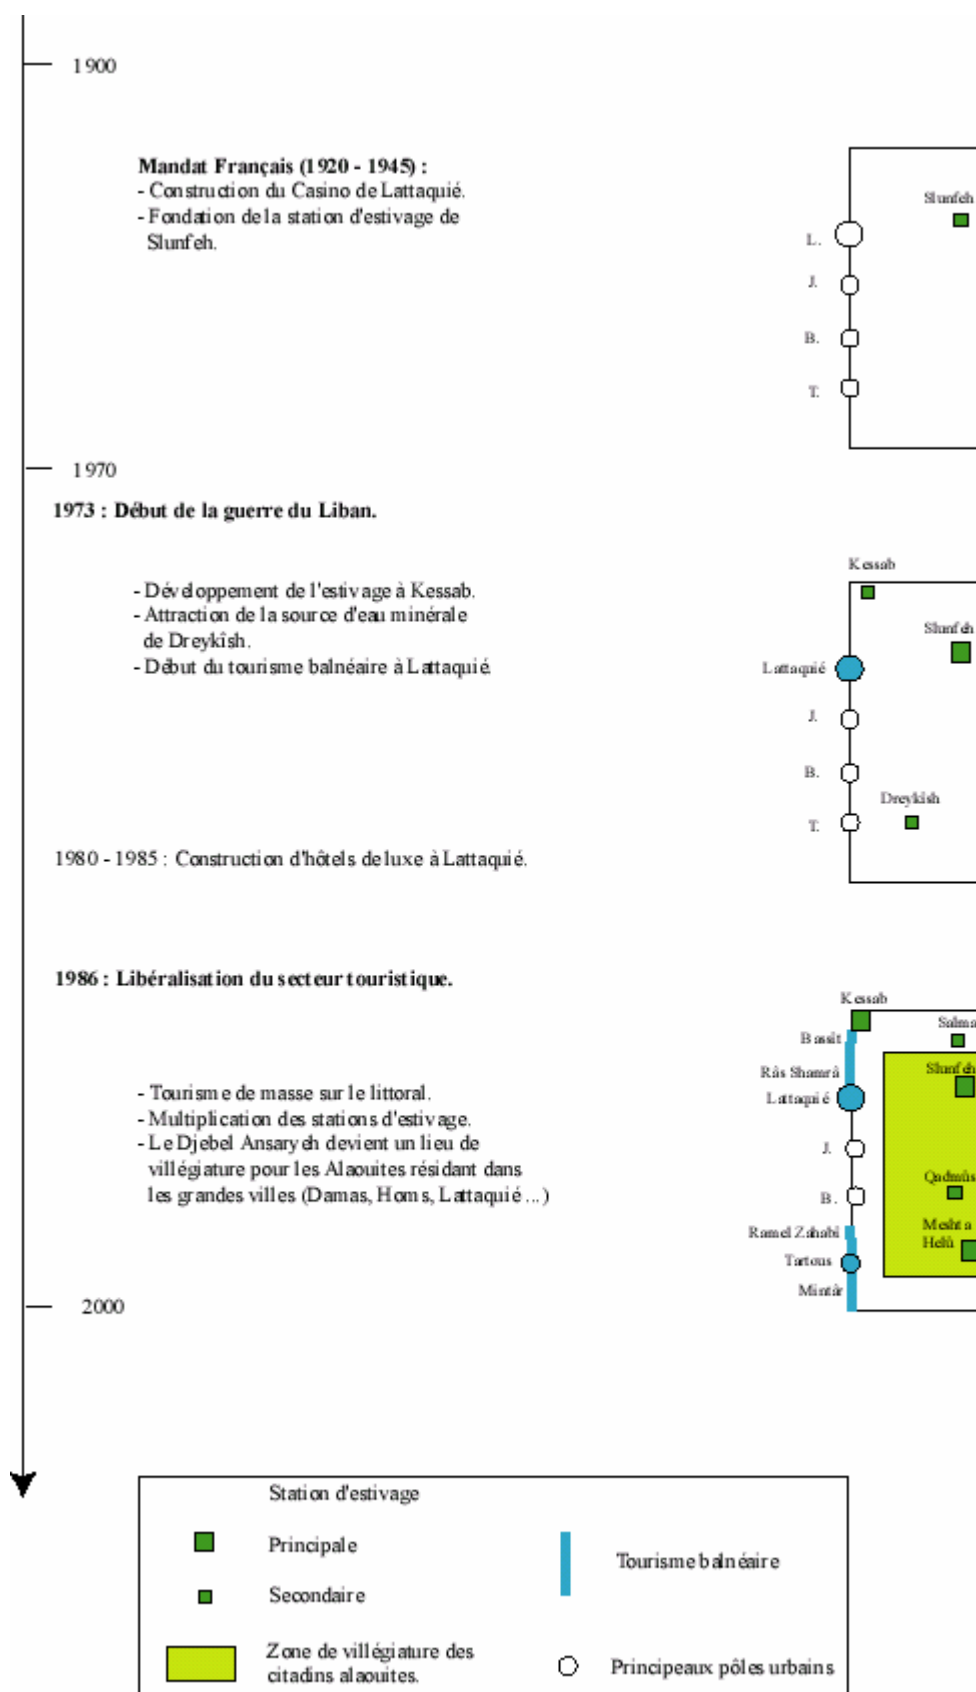 1900
Mandat Français (1920 - 1945) :
- Construction du Casino de Lattaquié.
- Fondation de la station d'estivage de
Slunfeh.
Slunfeh
L.
J.
B.
T.
1970
1973 : Début de la guerre du Liban.
- Développement de l'estivage à Kessab.
- Attraction de la source d'eau minérale
de Dreykîsh.
- Début du tourisme balnéaire à Lattaquié
Kessab
Slunfeh
Lattaquié
J.
B.
Dreykîsh
T.
1980 - 1985 : Construction d'hôtels de luxe à Lattaquié.
1986 : Libéralisation du secteur touristique.
- Tourisme de masse sur le littoral.
- Multiplication des stations d'estivage.
- Le Djebel Ansaryeh devient un lieu de
villégiature pour les Alaouites résidant dans
les grandes villes (Damas, Homs, Lattaquié ...)
Kessab
Salma
Bassit
Slunfeh
Râs Shamrâ
Lattaquié
J.
Qadmûs
B.
Meshta
Helû
Ramel Zahabi
Tartous
Mintâr
2000
Station d'estivage
Principale
Secondaire
Zone de villégiature des
citadins alaouites.
Tourisme balnéaire
Principeaux pôles urbains